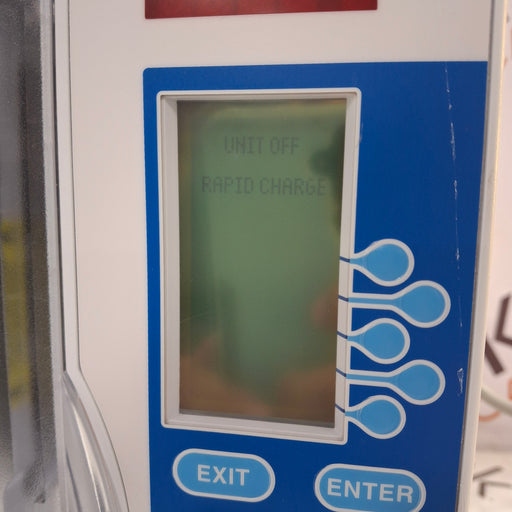 UNIT OFF
RAPID CHARGE
EXIT
ENTER